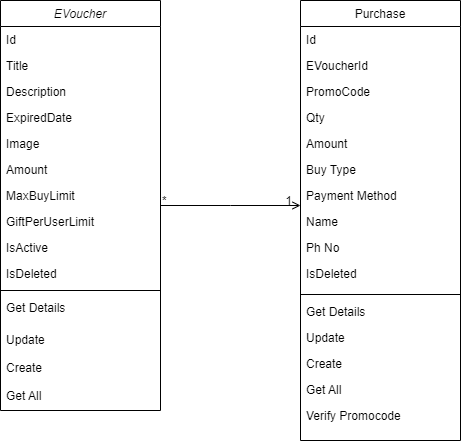 EVoucher
Id
Title
Description
ExpiredDate
Image
Amount
MaxBuyLimit
GiftPerUserLimit
IsActive
IsDeleted
Get Details
Update
Create
Get All
* 1
Purchase
Id
EVoucherId
PromoCode
Qty
Amount
Buy Type
Payment Method
Name
Ph No
IsDeleted
Get Details
Update
Create
Get All
Verify Promocode